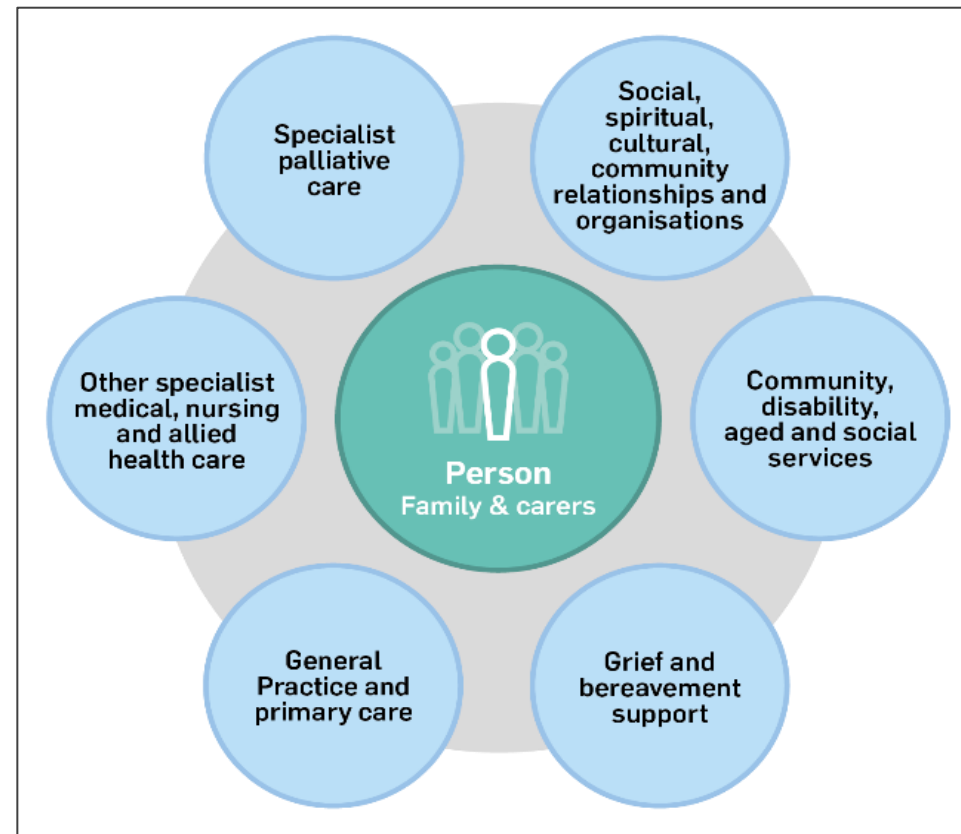 Specialist
palliative
care
Social,
spiritual,
cultural,
community
relationships and
organisations
Other specialist
medical, nursing
and allied
health care
Person
Family & carers
Community,
disability,
aged and social
services
General
Practice and
primary care
Grief and
bereavement
support